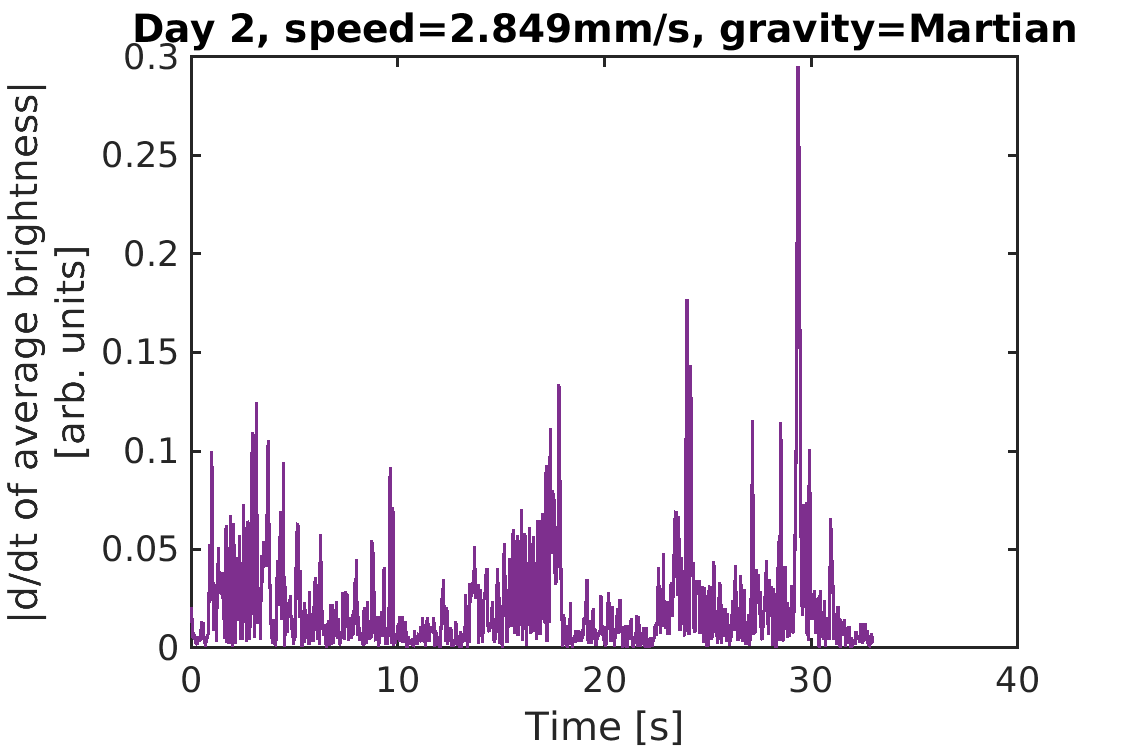 Day 2, speed=2.849mm/s, gravity=Martian
|d/dt of average brightness|
[arb. units]
0.3
0.25
0.2
0.15
0.1
0.05
0
0 10 20 30 40
Time [s]